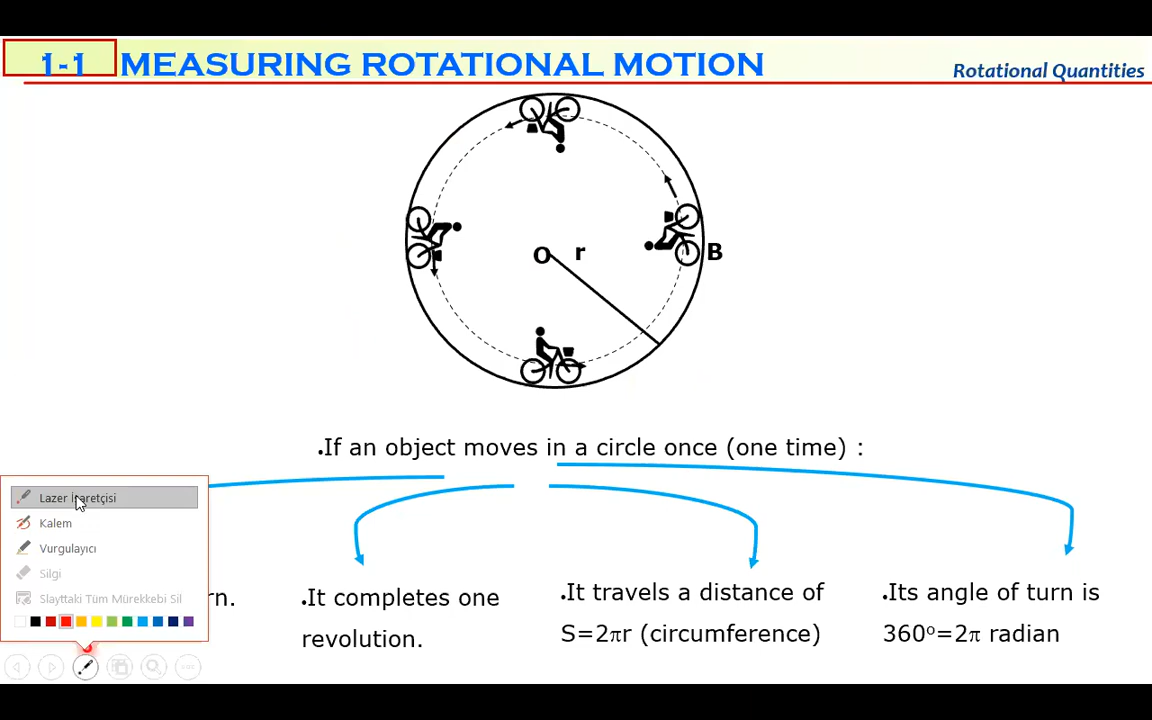 1-1 MEASURING ROTATIONAL MOTION
Rotational Quantities
O r
B
•If an object moves in a circle once (one time) :
Lazer İşaretçisi
Kalem
Vurgulayıcı
Silgi
Slayttaki Tüm Mürekkebi Sil
rn.
•It completes one
revolution.
•It travels a distance of
S=2πr (circumference)
•Its angle of turn is
360º=2π radian